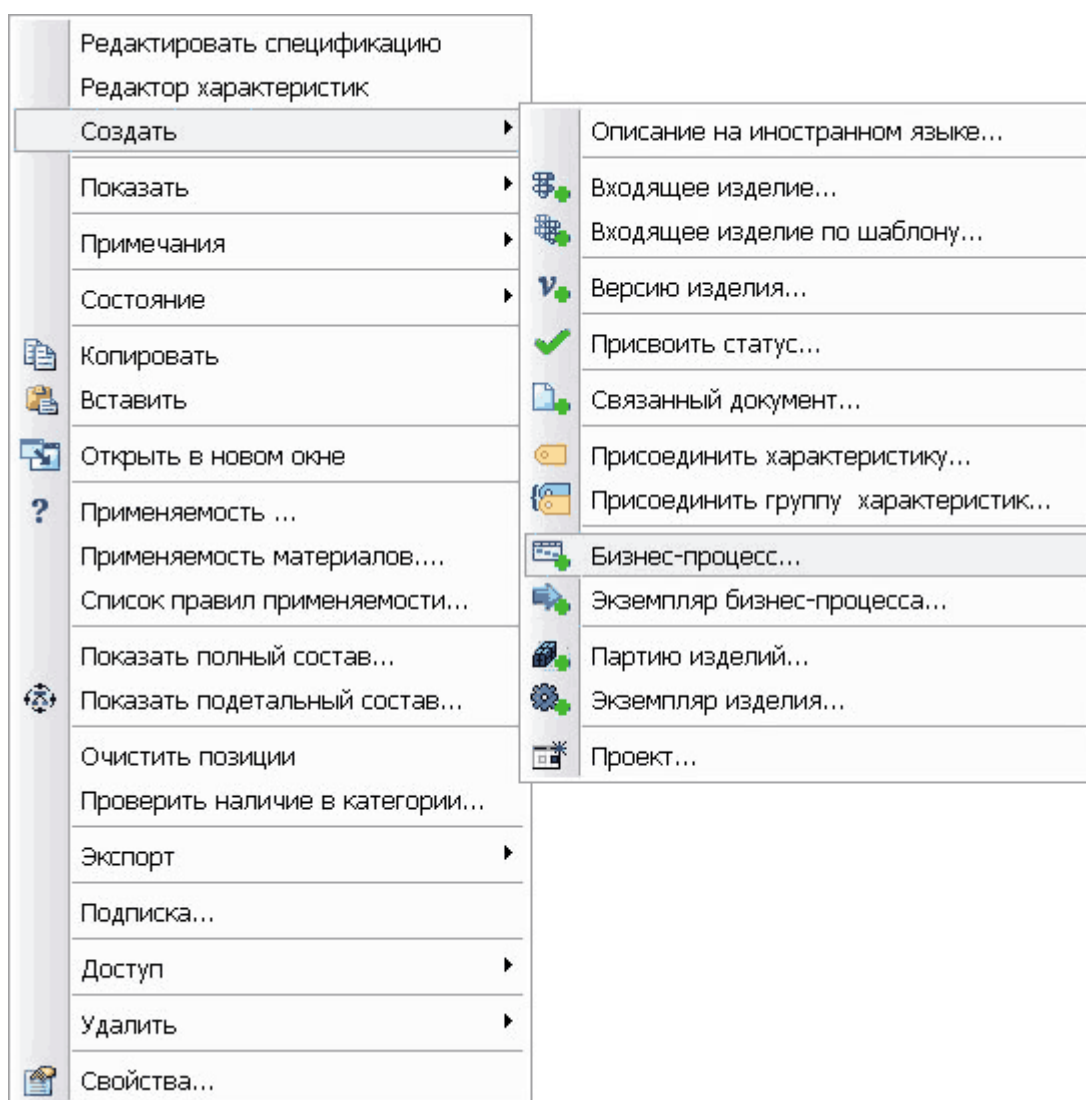 Редактировать спецификацию
Редактор характеристик
Создать
Показать
Примечания
Состояние
Копировать
Вставить
Открыть в новом окне
Применяемость ...
Применяемость материалов....
Список правил применяемости...
Показать полный состав...
Показать подетальный состав...
Очистить позиции
Проверить наличие в категории...
Экспорт
Подписка...
Доступ
Удалить
Свойства...
Описание на иностранном языке...
Входящее изделие...
Входящее изделие по шаблону...
Версию изделия...
Присвоить статус...
Связанный документ...
Присоединить характеристику...
Присоединить группу  характеристик...
Бизнес-процесс...
Экземпляр бизнес-процесса...
Партию изделий...
Экземпляр изделия...
Проект...